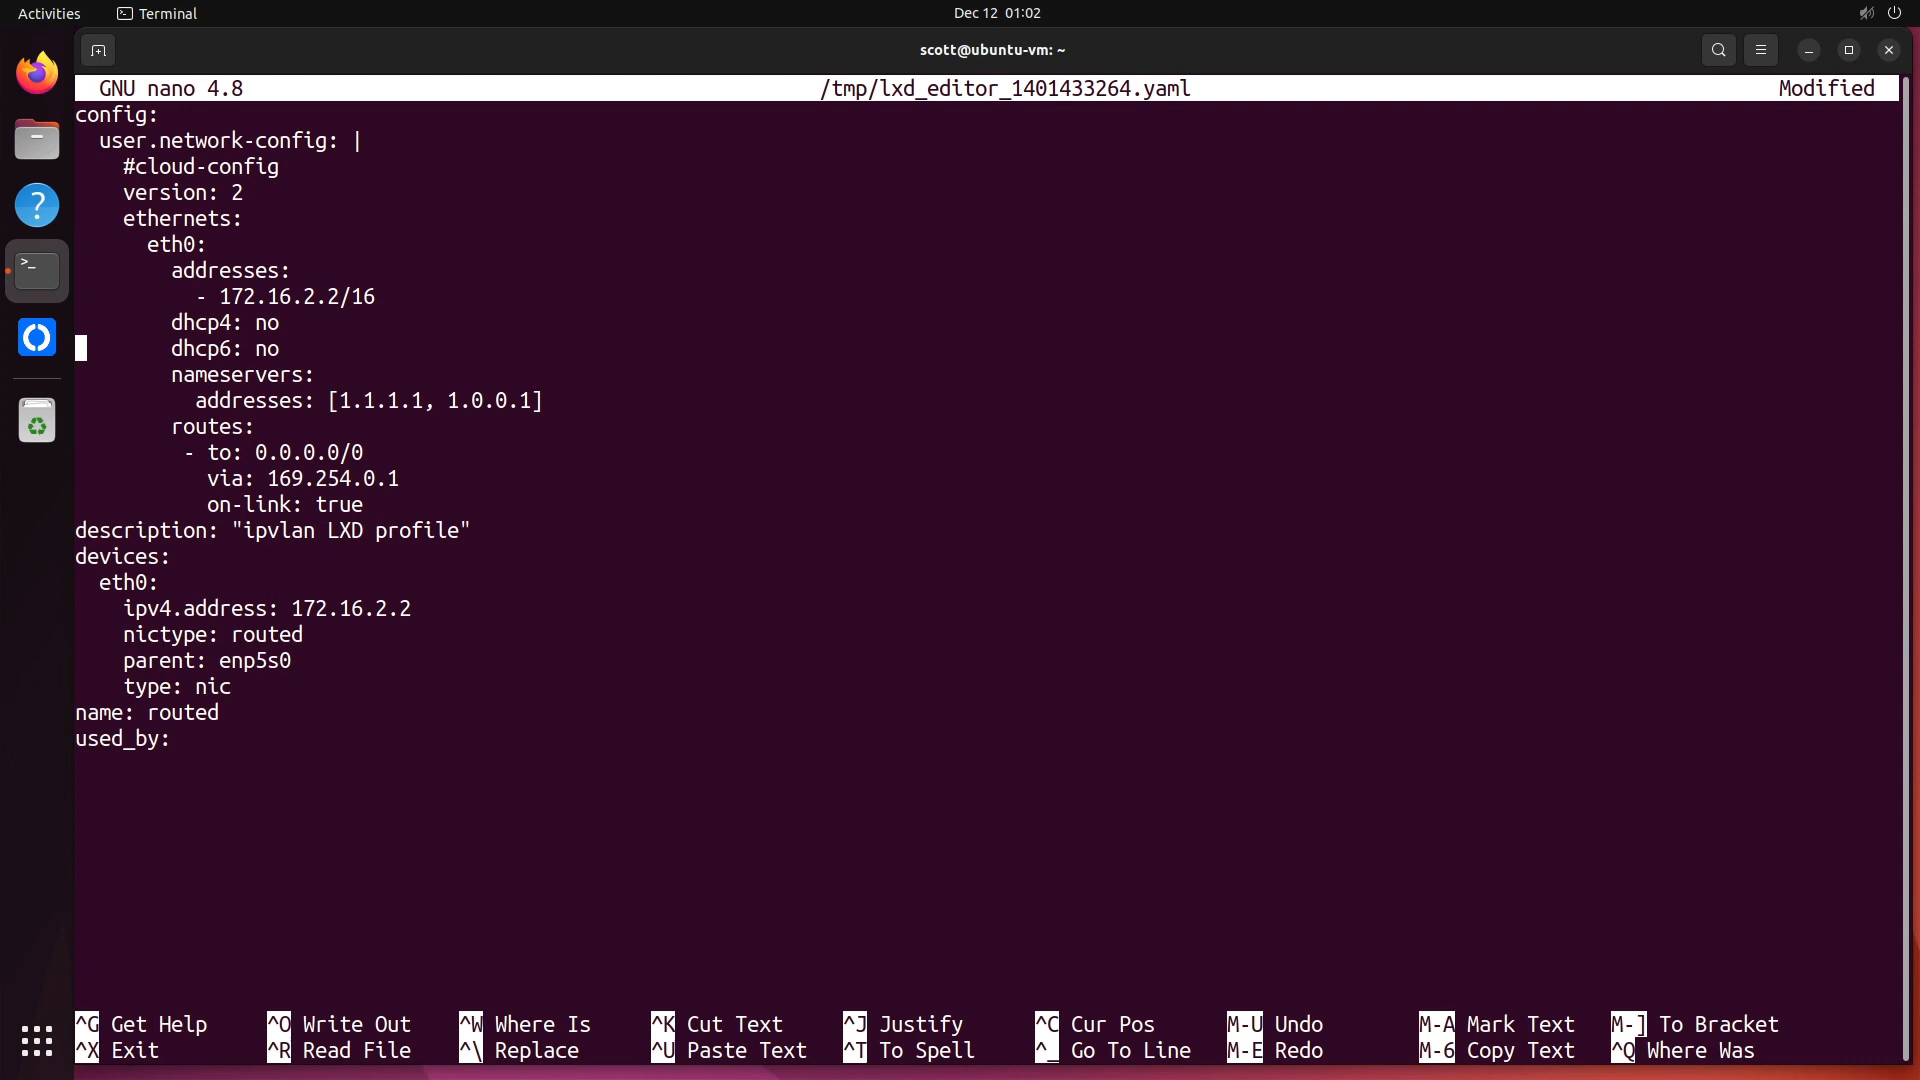 Activities
Terminal
Dec 12 01:02
scott@ubuntu-vm: ~
GNU nano 4.8 /tmp/lxd_editor_1401433264.yaml Modified
config:
  user.network-config: |
    #cloud-config
    version: 2
    ethernets:
      eth0:
        addresses:
          - 172.16.2.2/16
        dhcp4: no
        dhcp6: no
        nameservers:
          addresses: [1.1.1.1, 1.0.0.1]
        routes:
         - to: 0.0.0.0/0
           via: 169.254.0.1
           on-link: true
description: "ipvlan LXD profile"
devices:
  eth0:
    ipv4.address: 172.16.2.2
    nictype: routed
    parent: enp5s0
    type: nic
name: routed
used_by:
^G Get Help ^O Write Out ^W Where Is ^K Cut Text ^J Justify ^C Cur Pos M-U Undo M-A Mark Text M-] To Bracket
^X Exit ^R Read File ^\ Replace ^U Paste Text ^T To Spell ^_ Go To Line M-E Redo M-6 Copy Text ^Q Where Was